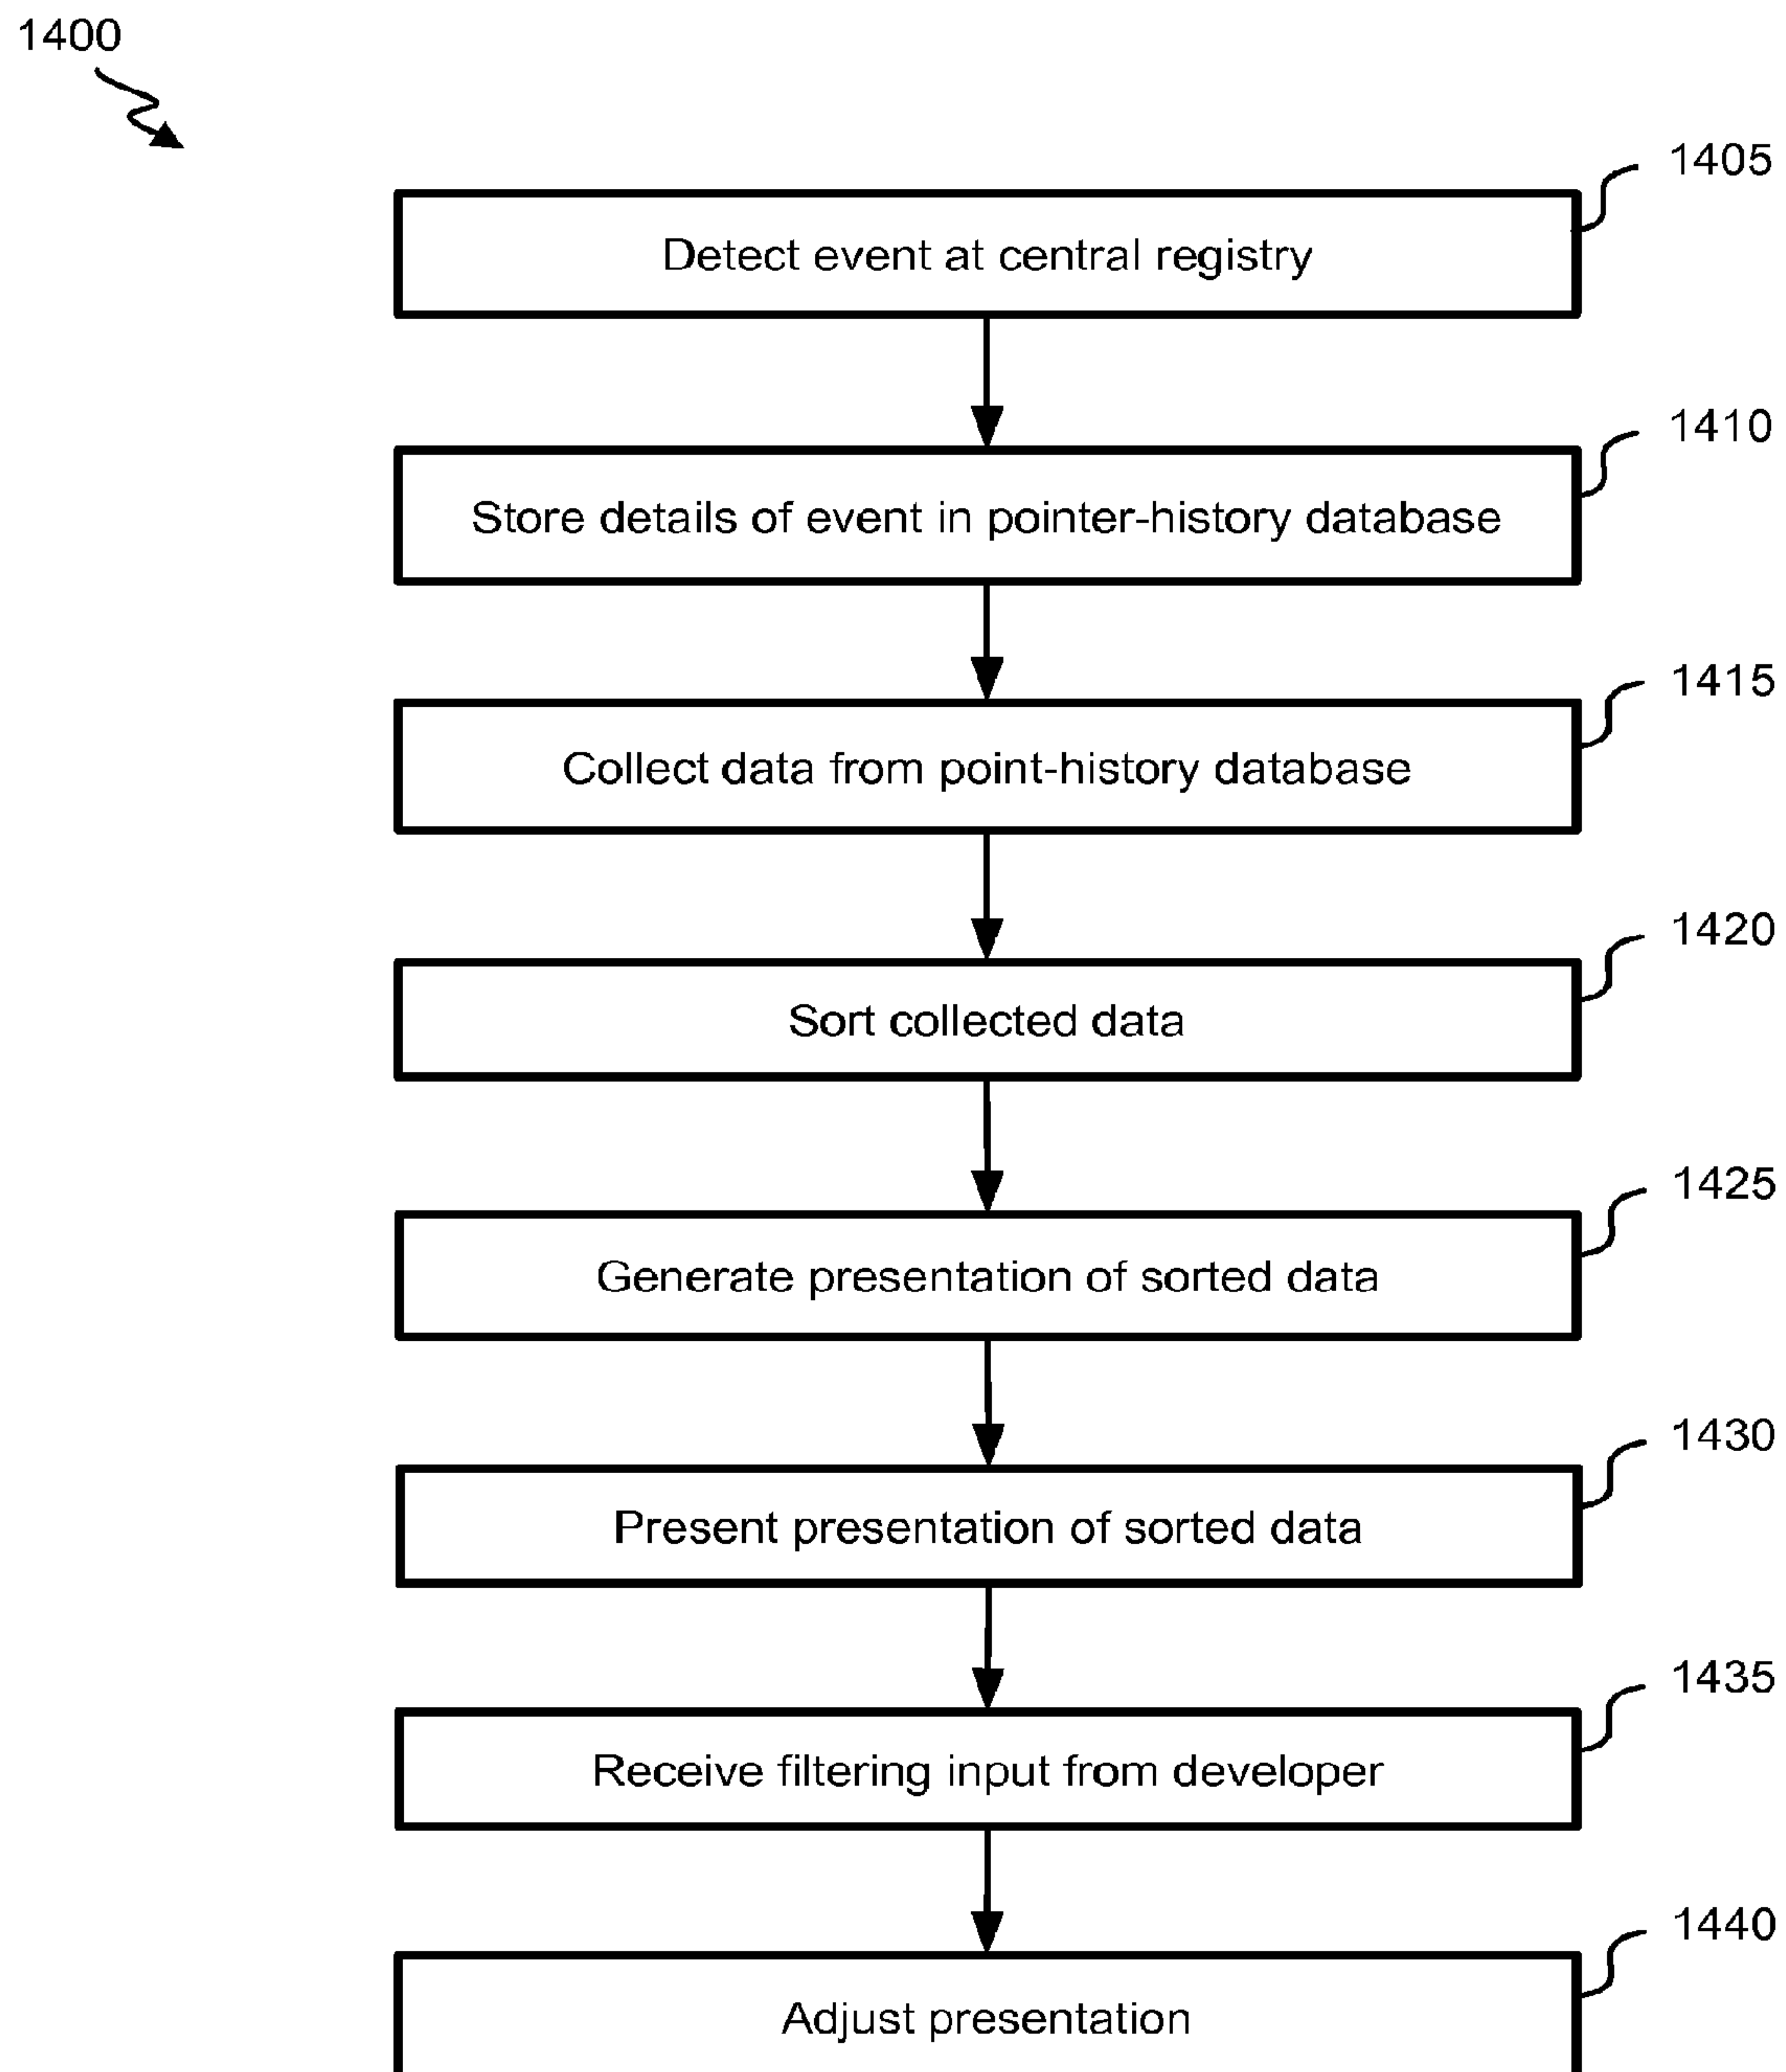 1400
1405
Detect event at central registry
1410
Store details of event in pointer-history database
1415
Collect data from point-history database
1420
Sort collected data
1425
Generate presentation of sorted data
1430
Present presentation of sorted data
1435
Receive filtering input from developer
1440
Adjust presentation